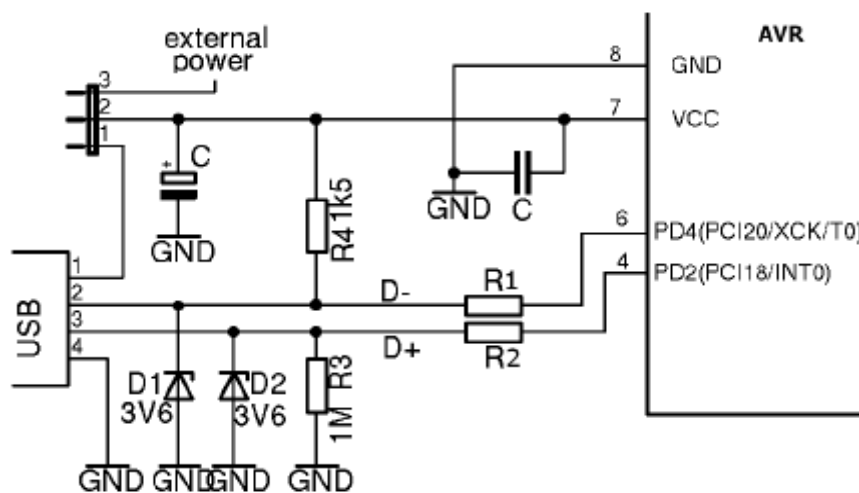 external
power
AVR
3
2
1
8
GND
7
VCC
+
C
R4
1k5
GND
GND
C
6
PD4(PCI20/XCK/T0)
4
PD2(PCI18/INT0)
USB
1
2
3
4
D-
R1
D+
R2
D1
3V6
D2
3V6
R3
1M
GND
GND
GND
GND